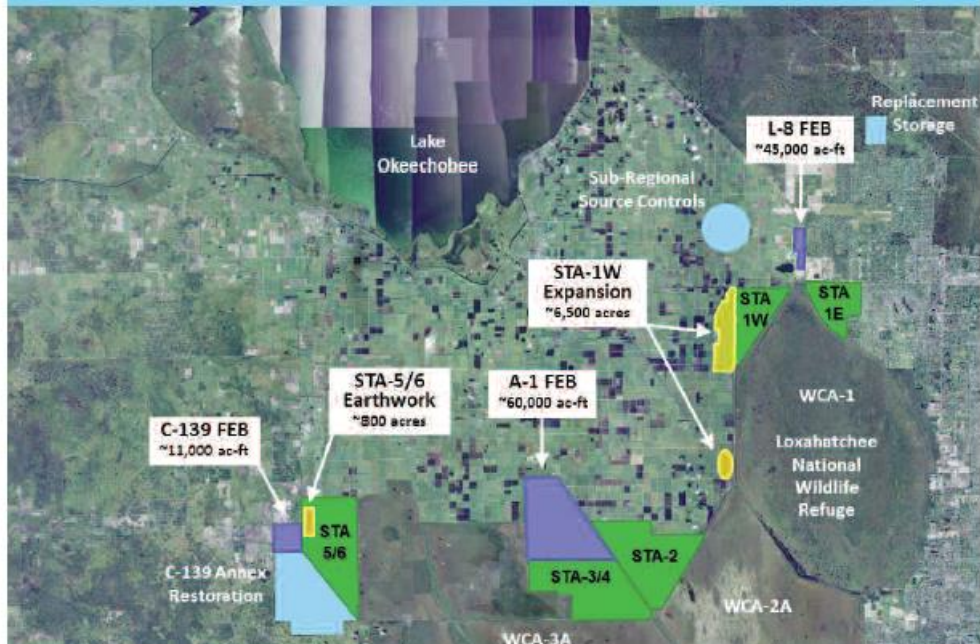 Lake
Okeechobee
Replacement
Storage
L-8 FEB
~45,000 ac-ft
Sub-Regional
Source Controls
STA-1W
Expansion
~6,500 acres
STA
1W
STA
1E
STA-5/6
Earthwork
~800 acres
A-1 FEB
~60,000 ac-ft
WCA-1
C-139 FEB
~11,000 ac-ft
Loxahatchee
National
Wildlife
Refuge
STA
5/6
STA-2
C-139 Annex
Restoration
STA-3/4
WCA-2A
WCA-3A